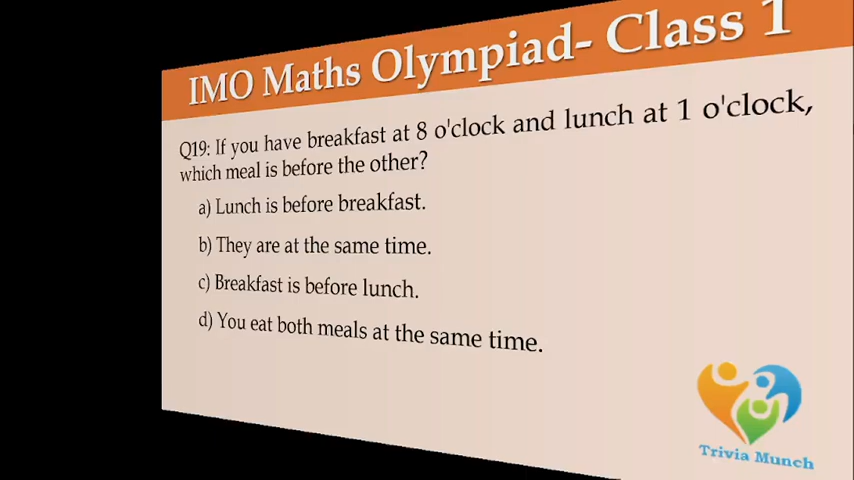 IMO Maths Olympiad- Class 1
Q19: If you have breakfast at 8 o'clock and lunch at 1 o'clock,
which meal is before the other?
a) Lunch is before breakfast.
b) They are at the same time.
c) Breakfast is before lunch.
d) You eat both meals at the same time.
Trivia Munch